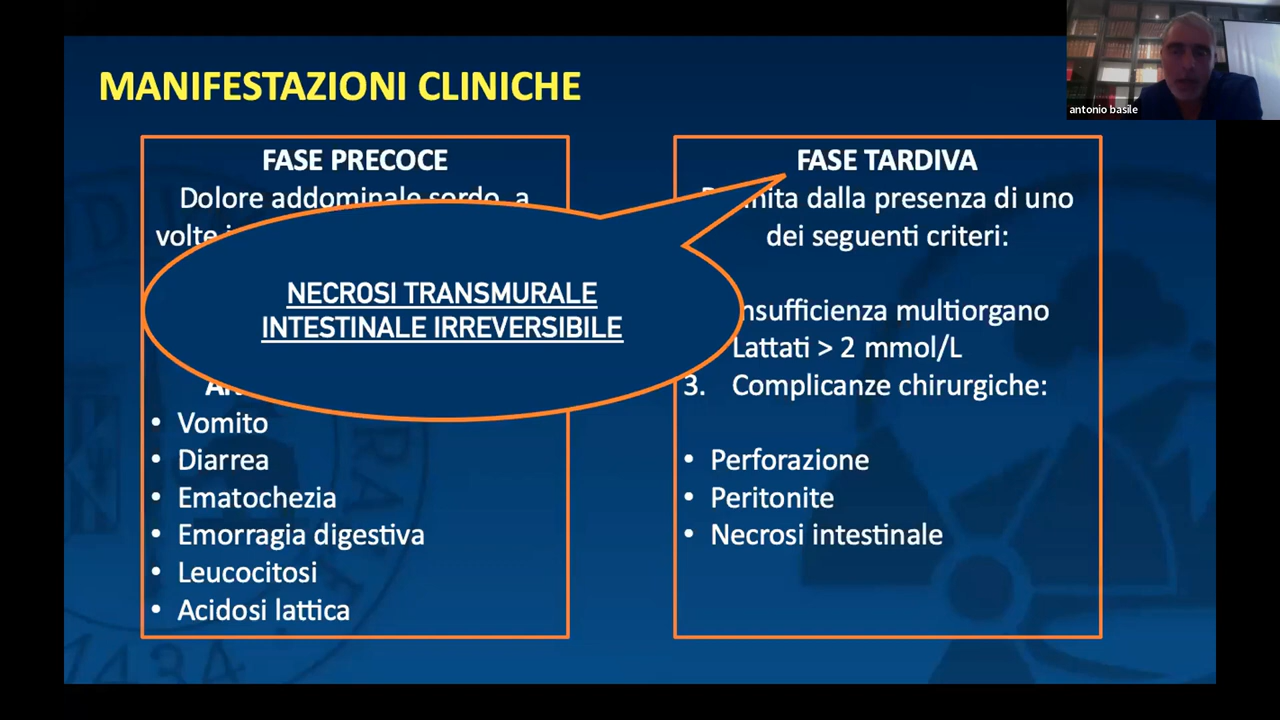 MANIFESTAZIONI CLINICHE
antonio basile
FASE PRECOCE
Dolore addominale sordo, a
volte
Vomito
Diarrea
Ematochezia
Emorragia digestiva
Leucocitosi
Acidosi lattica
NECROSI TRANSMURALE
INTESTINALE IRREVERSIBILE
FASE TARDIVA
dalla presenza di uno
dei seguenti criteri:
nsufficienza multiorgano
Lattati > 2 mmol/L
3. Complicanze chirurgiche:
Perforazione
Peritonite
Necrosi intestinale
1434